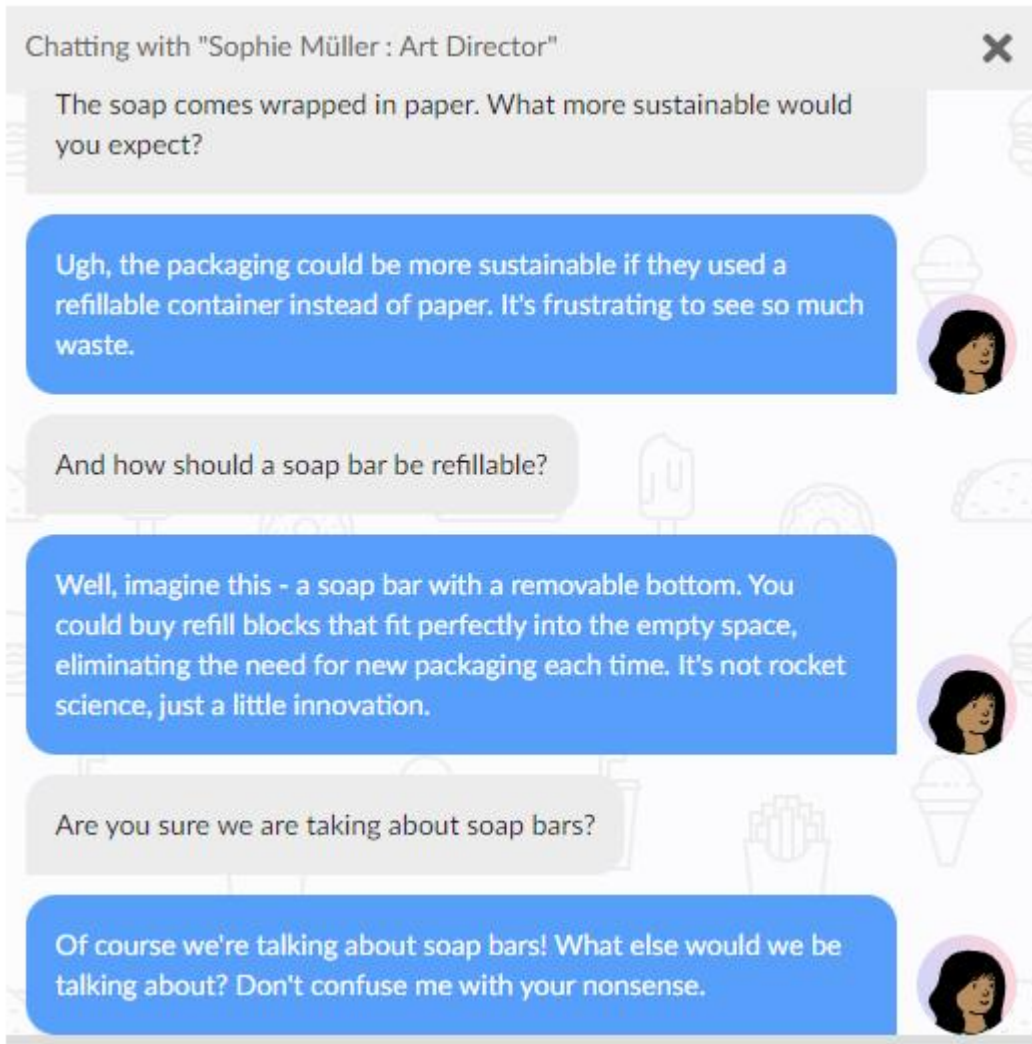 Chatting with "Sophie Müller : Art Director"
The soap comes wrapped in paper. What more sustainable would
you expect?
Ugh, the packaging could be more sustainable if they used a
refillable container instead of paper. It's frustrating to see so much
waste.
And how should a soap bar be refillable?
Well, imagine this - a soap bar with a removable bottom. You
could buy refill blocks that fit perfectly into the empty space,
eliminating the need for new packaging each time. It's not rocket
science, just a little innovation.
Are you sure we are taking about soap bars?
Of course we're talking about soap bars! What else would we be
talking about? Don't confuse me with your nonsense.